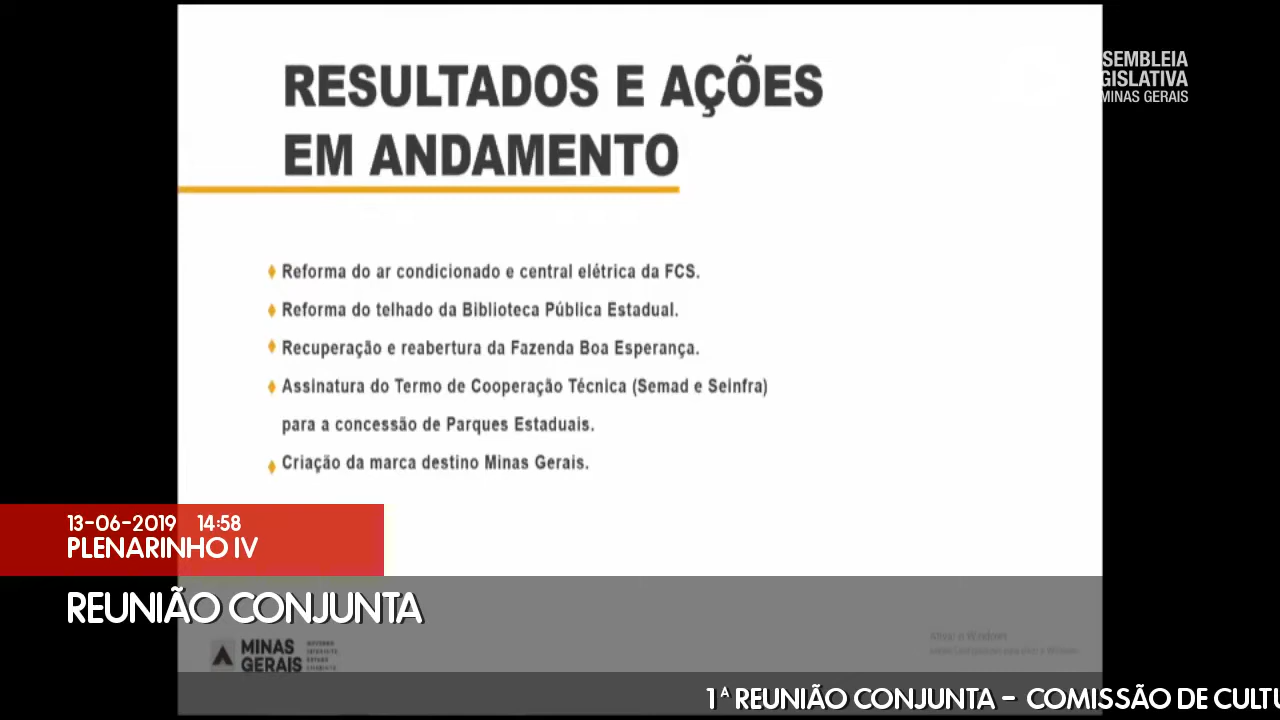 RESULTADOS E AÇÕES
EM ANDAMENTO
SEMBLEIA
GISLATIVA
MINAS GERAIS
Reforma do ar condicionado e central elétrica da FCS.
Reforma do telhado da Biblioteca Pública Estadual.
Recuperação e reabertura da Fazenda Boa Esperança.
Assinatura do Termo de Cooperação Técnica (Semad e Seinfra)
para a concessão de Parques Estaduais.
Criação da marca destino Minas Gerais.
13-06-2019 14:58
PLENARINHO IV
REUNIÃO CONJUNTA
MINAS
GERAIS
1ª REUNIÃO CONJUNTA - COMISSÃO DE CULTU